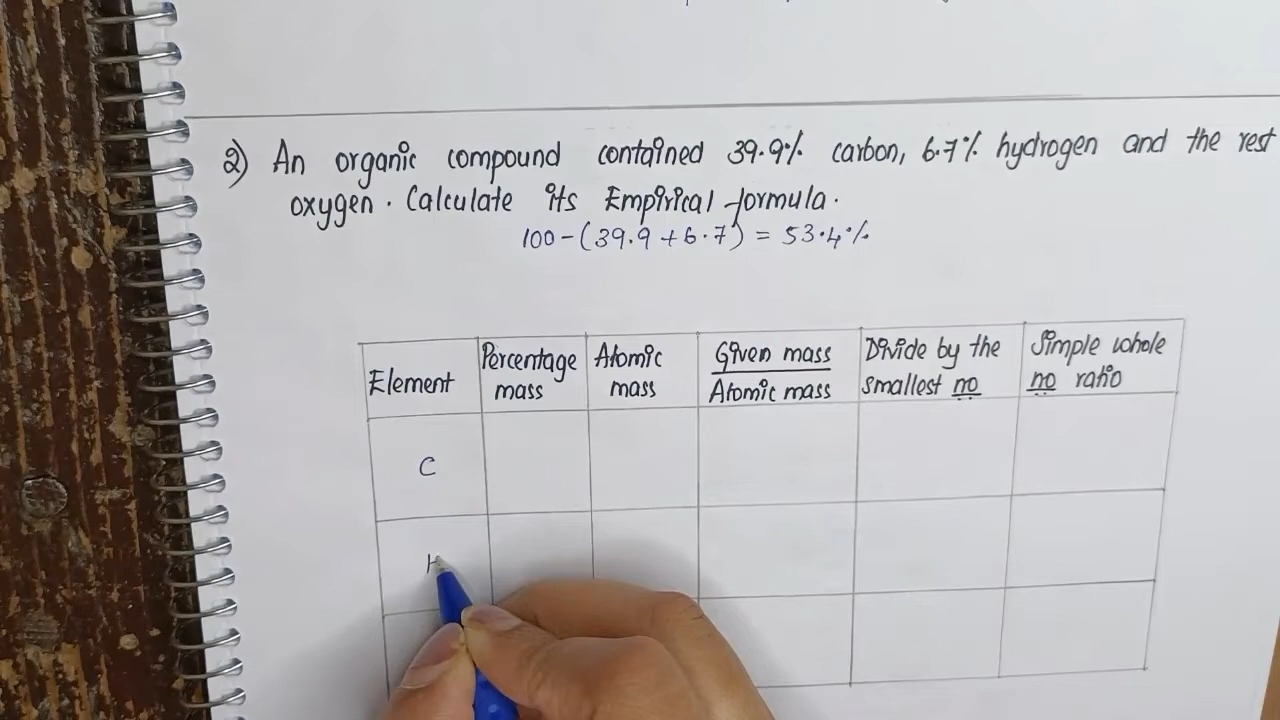 2) An organic compound contained 39.9% carbon, 6.7% hydrogen and the rest
oxygen. Calculate its Empirical formula.
100-(39.9+6.7) = 53.4%
Element
Percentage
mass
Atomic
mass
Given mass
Atomic mass
Divide by the
smallest no
Simple whole
no ratio
C
H